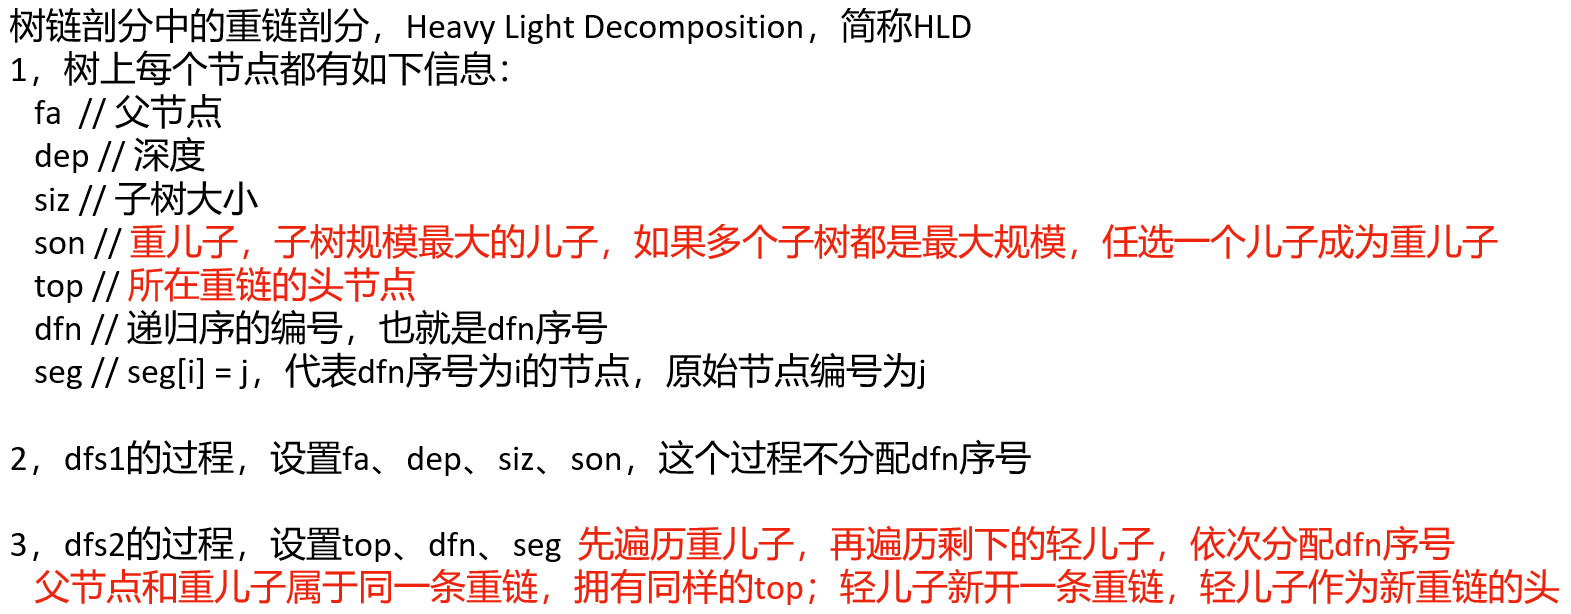 树链剖分中的重链剖分，Heavy Light Decomposition，简称HLD
1，树上每个节点都有如下信息：
fa // 父节点
dep // 深度
siz // 子树大小
son // 重儿子，子树规模最大的儿子，如果多个子树都是最大规模，任选一个儿子成为重儿子
top // 所在重链的头节点
dfn // 递归序的编号，也就是dfn序号
seg // seg[i] = j，代表dfn序号为i的节点，原始节点编号为j
2，dfs1的过程，设置fa、dep、siz、son，这个过程不分配dfn序号
3，dfs2的过程，设置top、dfn、seg 先遍历重儿子，再遍历剩下的轻儿子，依次分配dfn序号
父节点和重儿子属于同一条重链，拥有同样的top；轻儿子新开一条重链，轻儿子作为新重链的头